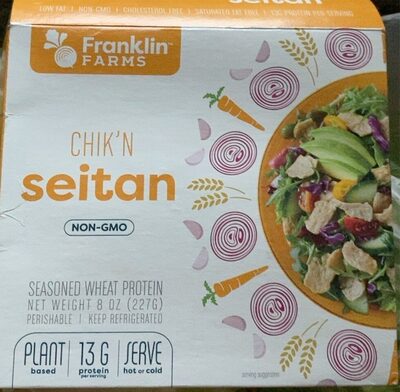 seitan
LOW FAT | NON-GMO | CHOLESTEROL FREE | SATURATED FAT FREE | 13G PROTEIN PER SERVING
Franklin™
FARMS
CHIK'N
seitan
NON-GMO
SEASONED WHEAT PROTEIN
NET WEIGHT 8 OZ (227G)
PERISHABLE | KEEP REFRIGERATED
PLANT based | 13 G protein per serving | SERVE hot or cold
serving suggestion